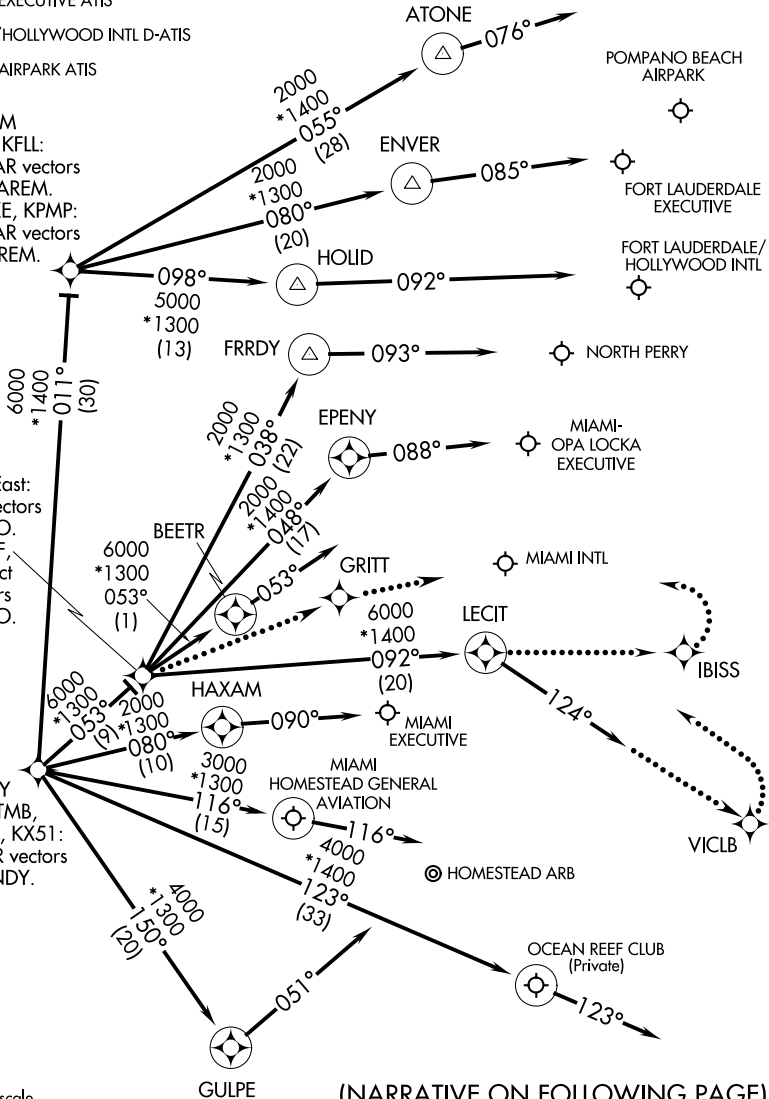 EXECUTIVE ATIS
/HOLLYWOOD INTL D-ATIS
AIRPARK ATIS
KFLL:
AR vectors
AREM.
E, KPMP:
AR vectors
REM.
ATONE
076°
2000
*1400
055°
(28)
POMPANO BEACH
AIRPARK
ENVER
2000
*1300
080°
(20)
085°
FORT LAUDERDALE
EXECUTIVE
HOLID
098°
5000
*1300
(13)
092°
FORT LAUDERDALE/
HOLLYWOOD INTL
FRRDY
093°
NORTH PERRY
6000
*1400
011°
(30)
2000
*1300
038°
(22)
EPENY
088°
MIAMI-
OPA LOCKA
EXECUTIVE
2000
*1400
048°
(17)
East:
ectors
O.
F,
ct
rs
O.
BEETR
053°
6000
*1300
053°
(1)
GRITT
MIAMI INTL
6000
*1400
092°
(20)
LECIT
IBISS
124°
VICLB
6000
*1300
053°
(9)
2000
*1300
080°
(10)
HAXAM
090°
MIAMI
EXECUTIVE
3000
*1300
116°
(15)
MIAMI
HOMESTEAD GENERAL
AVIATION
116°
Y
TMB,
, KX51:
R vectors
NDY.
4000
*1400
123°
(33)
HOMESTEAD ARB
4000
*1300
150°
(20)
051°
GULPE
OCEAN REEF CLUB
(Private)
123°
scale
(NARRATIVE ON FOLLOWING PAGE)